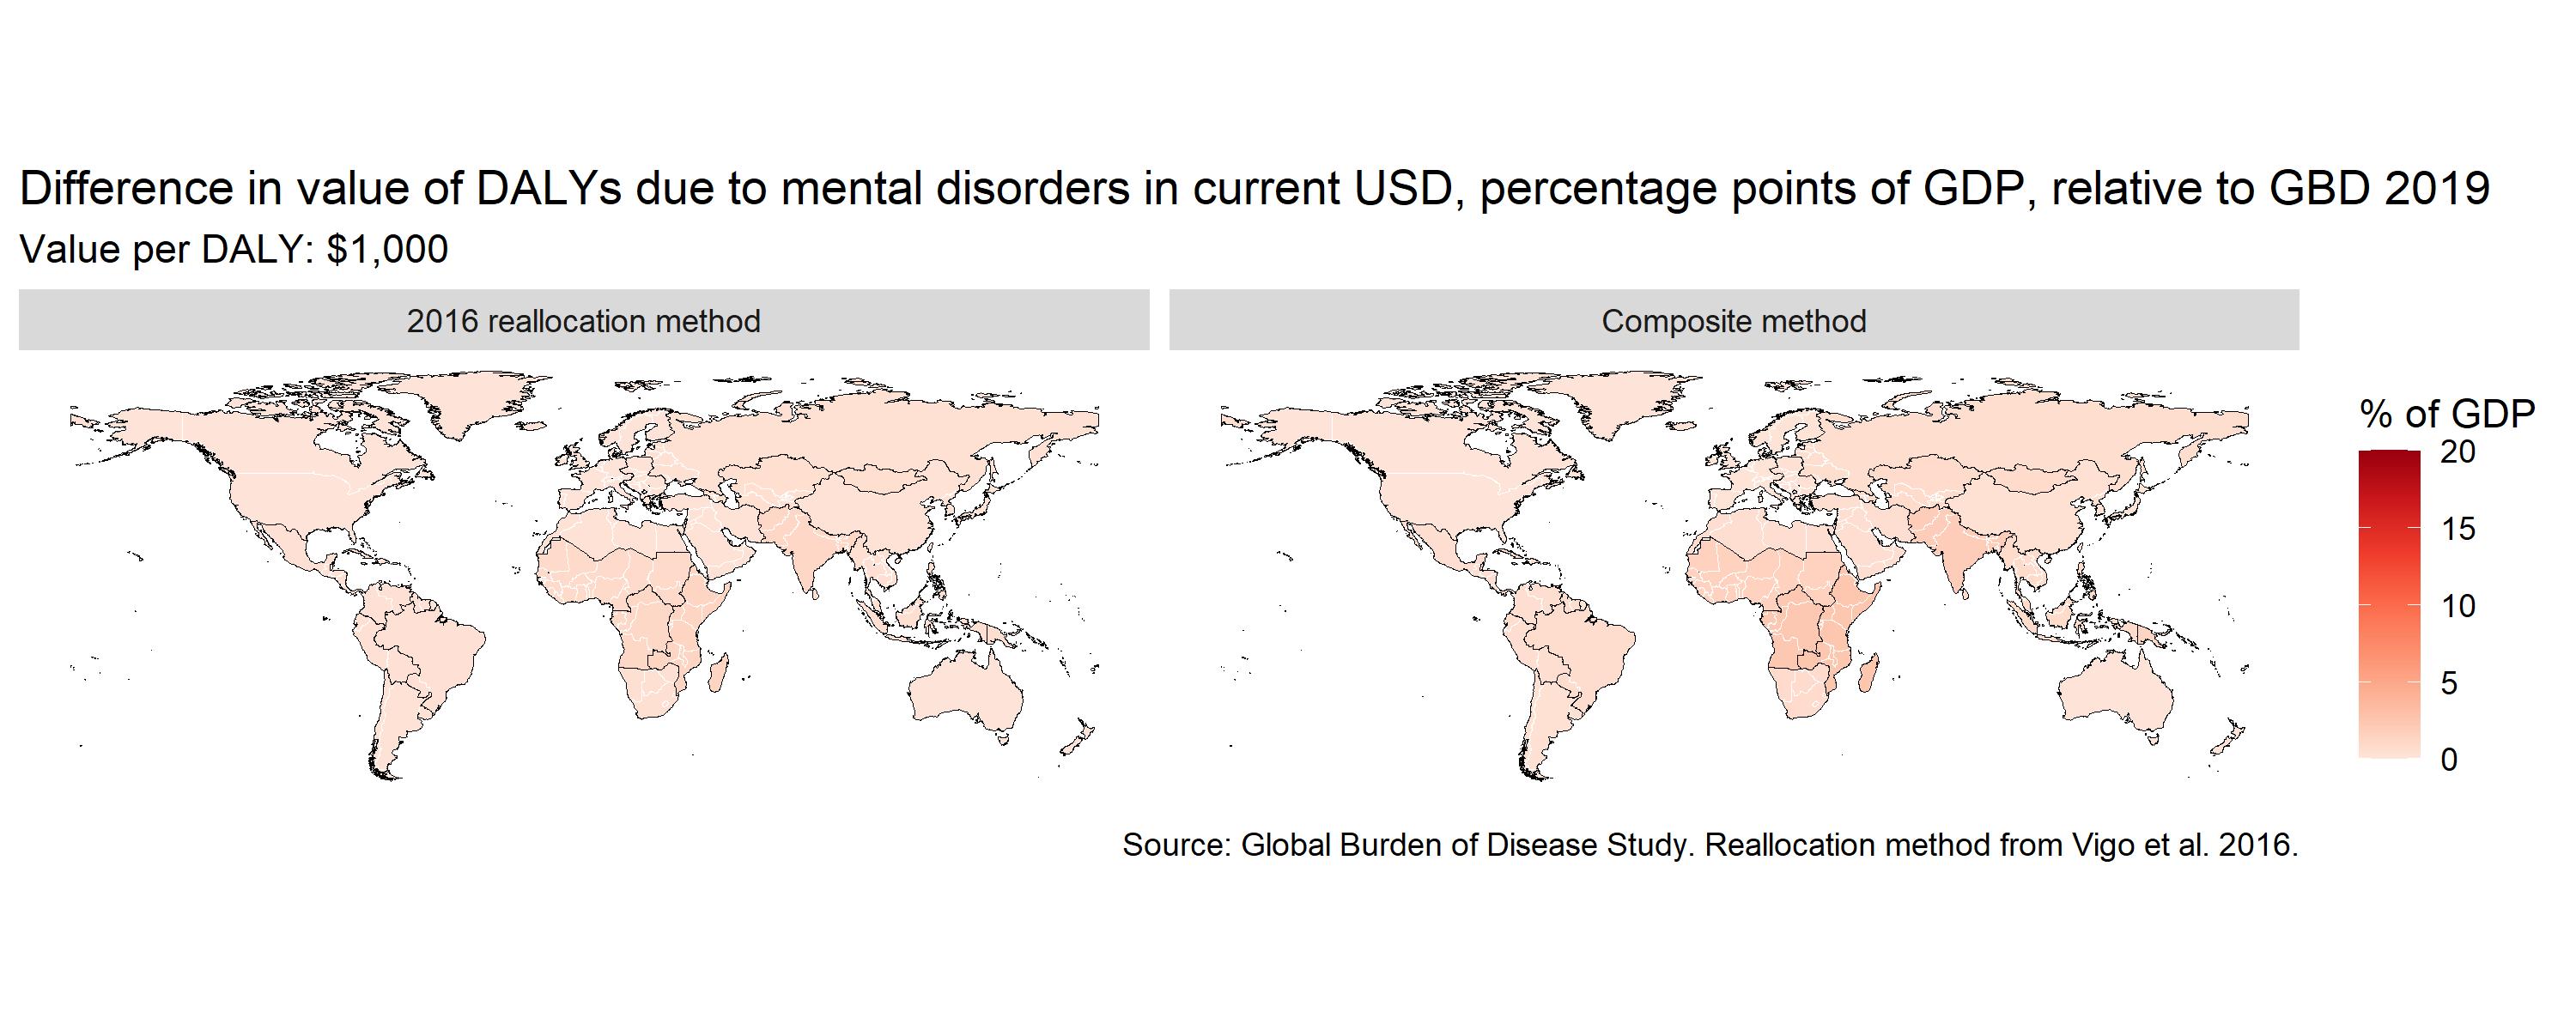 Difference in value of DALYs due to mental disorders in current USD, percentage points of GDP, relative to GBD 2019
Value per DALY: $1,000
2016 reallocation method
Composite method
% of GDP
20
15
10
5
0
Source: Global Burden of Disease Study. Reallocation method from Vigo et al. 2016.